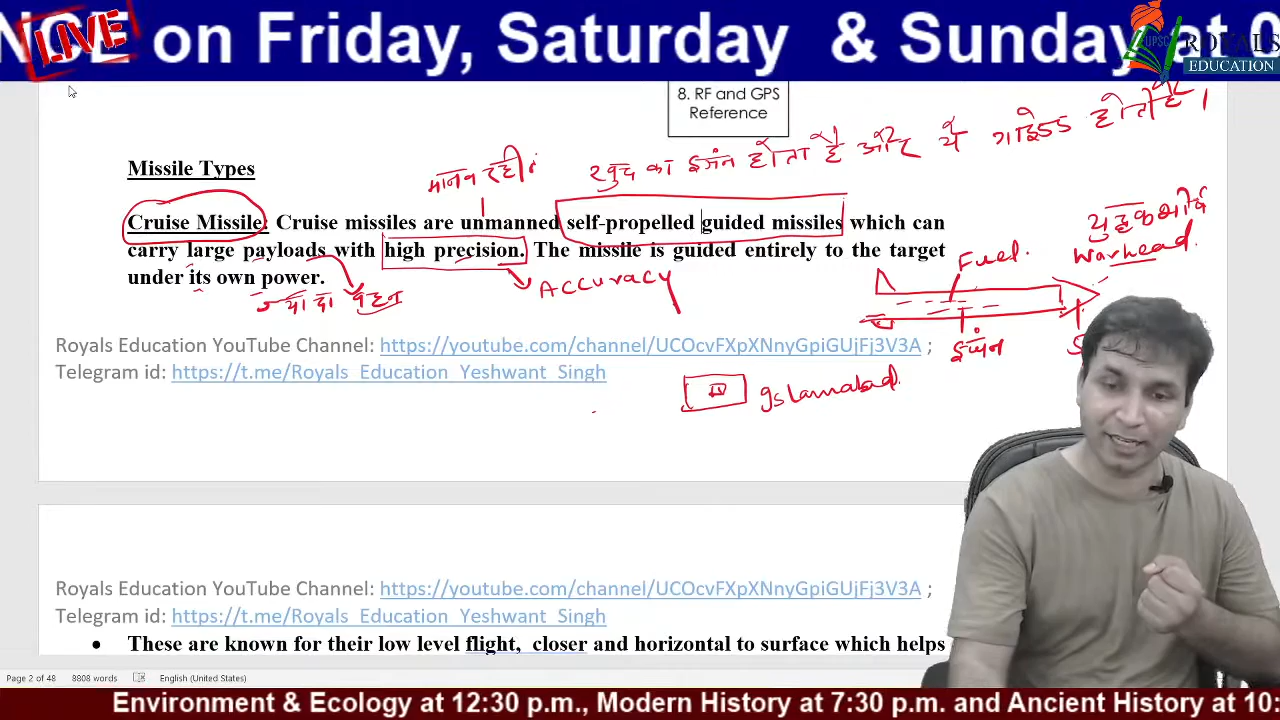 NCE on Friday, Saturday & Sunday at 0
LIVE
UPSC ROYALS
EDUCATION
8. RF and GPS
Reference
खुद का इंजन होता है और ये गाइडेड होती है।
Missile Types
मानव रहित
Cruise Missile: Cruise missiles are unmanned self-propelled guided missiles which can
carry large payloads with high precision. The missile is guided entirely to the target
under its own power.
ज्यादा वहन
Accuracy
Fuel.
Warhead
इंजन
Royals Education YouTube Channel: https://youtube.com/channel/UCOcvFXpXNnyGpiGUjFj3V3A ;
Telegram id: https://t.me/Royals_Education_Yeshwant_Singh
Islamabad.
Royals Education YouTube Channel: https://youtube.com/channel/UCOcvFXpXNnyGpiGUjFj3V3A ;
Telegram id: https://t.me/Royals_Education_Yeshwant_Singh
• These are known for their low level flight, closer and horizontal to surface which helps
Page 2 of 48 8808 words English (United States)
Environment & Ecology at 12:30 p.m., Modern History at 7:30 p.m. and Ancient History at 10: